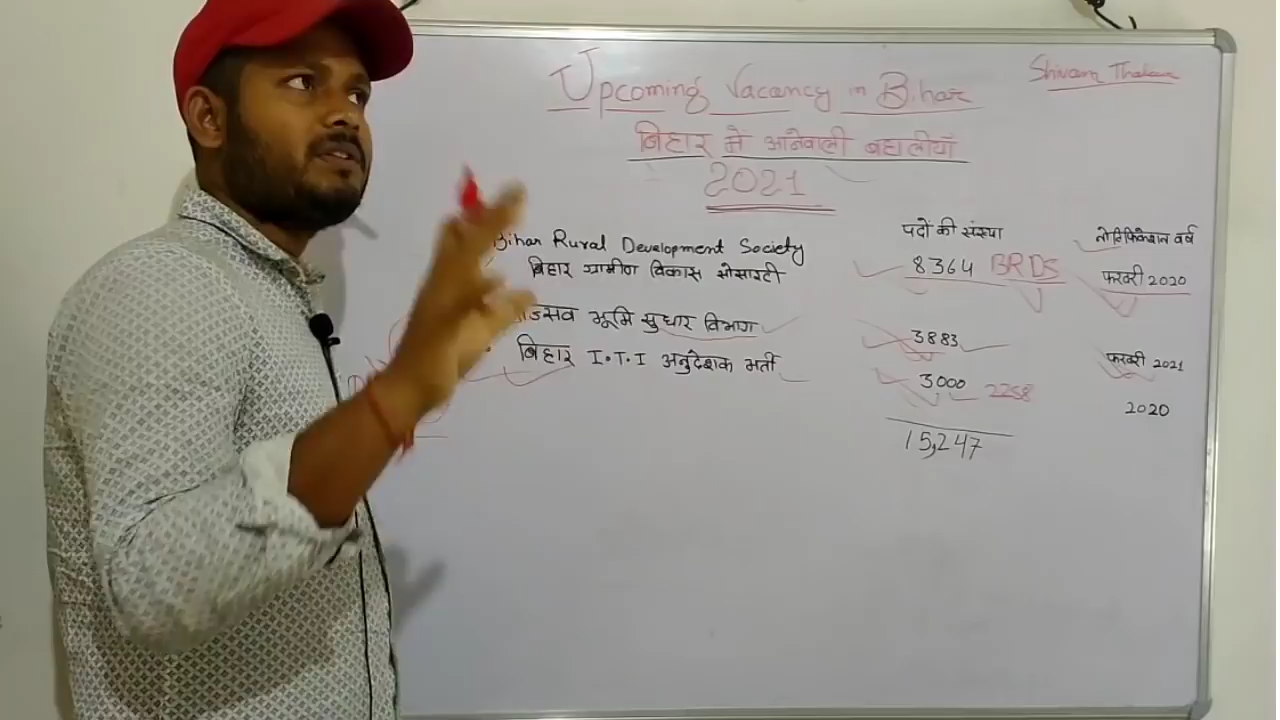 Upcoming Vacancy in Bihar
Shivam Thakur
बिहार में आनेवाली बहालीयाँ
2021
पदों की संख्या
नोटिफिकेशन वर्ष
Bihar Rural Development Society
बिहार ग्रामीण विकास सोसाइटी
8364 BRDS
फरवरी 2020
भूमि सुधार विभाग
3883
फरवरी 2021
बिहार I.T.I अनुदेशक भर्ती
3000 2258
2020
15,247